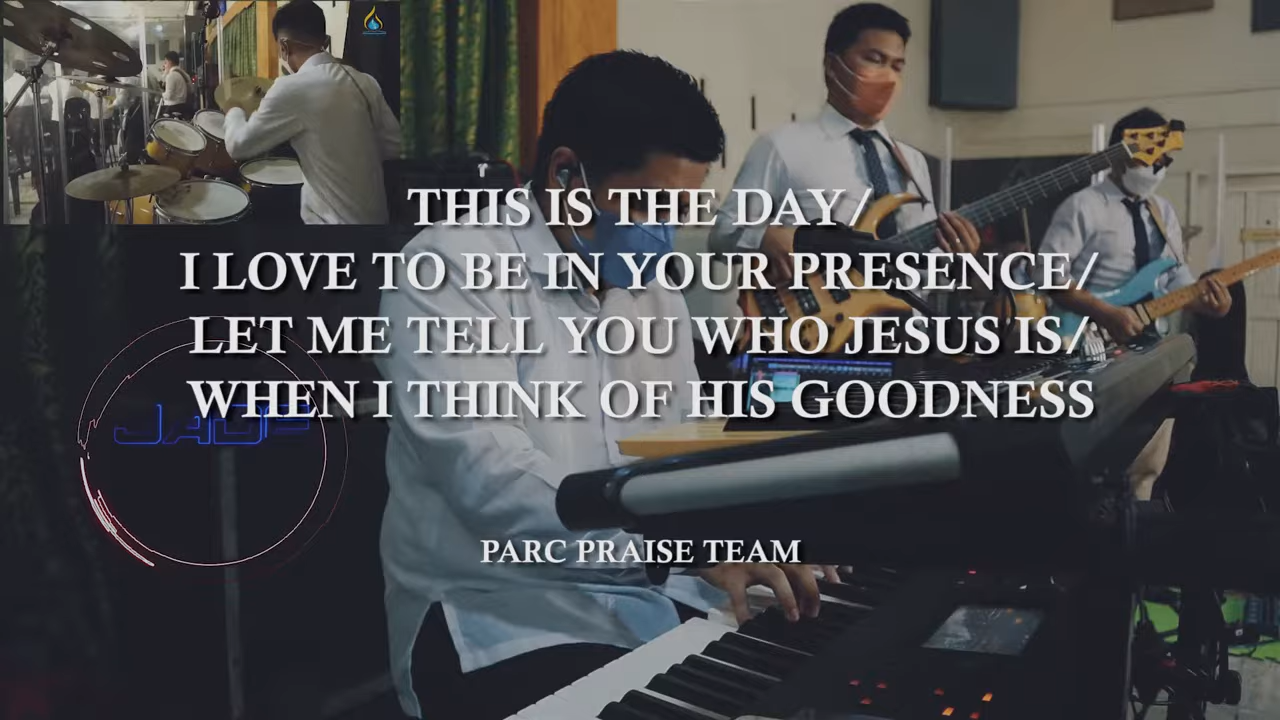 THIS IS THE DAY/
I LOVE TO BE IN YOUR PRESENCE/
LET ME TELL YOU WHO JESUS IS/
WHEN I THINK OF HIS GOODNESS
PARC PRAISE TEAM